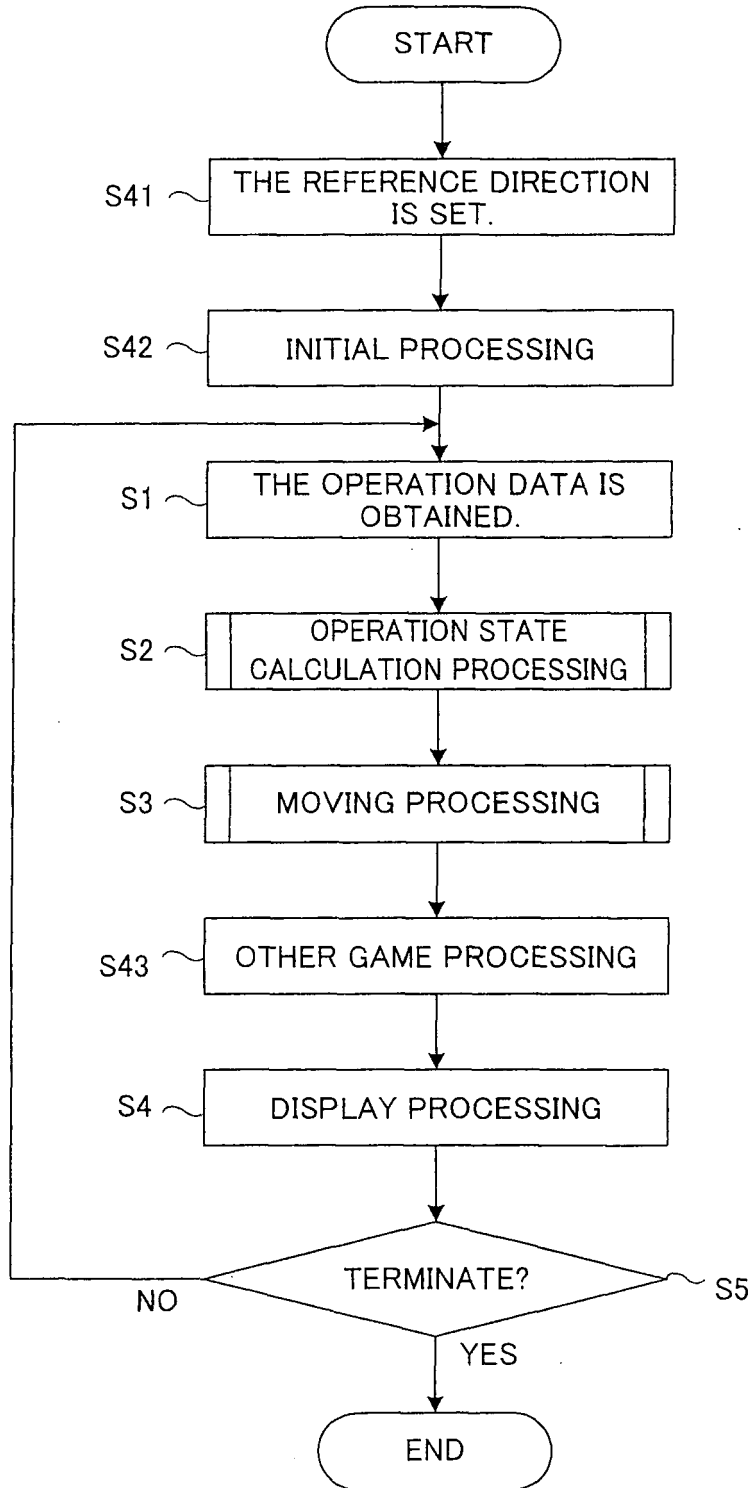 START
S41
THE REFERENCE DIRECTION
IS SET.
S42
INITIAL PROCESSING
S1
THE OPERATION DATA IS
OBTAINED.
S2
OPERATION STATE
CALCULATION PROCESSING
S3
MOVING PROCESSING
S43
OTHER GAME PROCESSING
S4
DISPLAY PROCESSING
TERMINATE?
S5
NO
YES
END